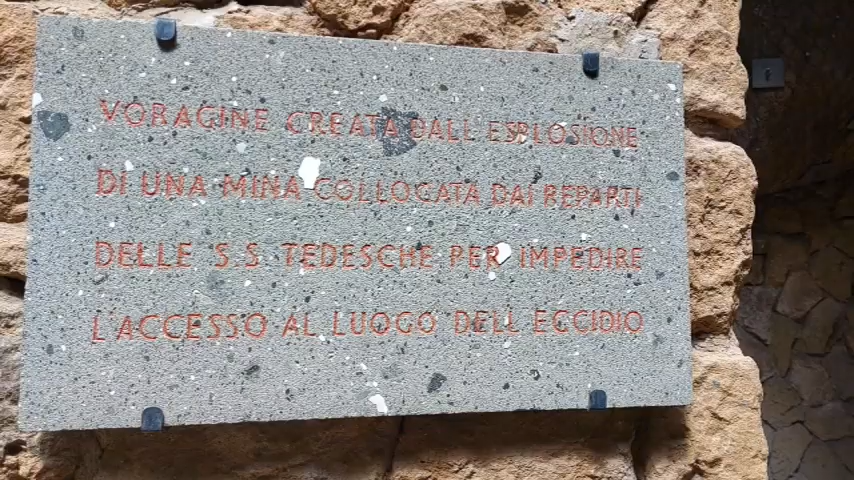 VORAGINE CREATA DALL'ESPLOSIONE
DI UNA MINA COLLOCATA DAI REPARTI
DELLE S.S TEDESCHE PER IMPEDIRE
L'ACCESSO AL LUOGO DELL'ECCIDIO